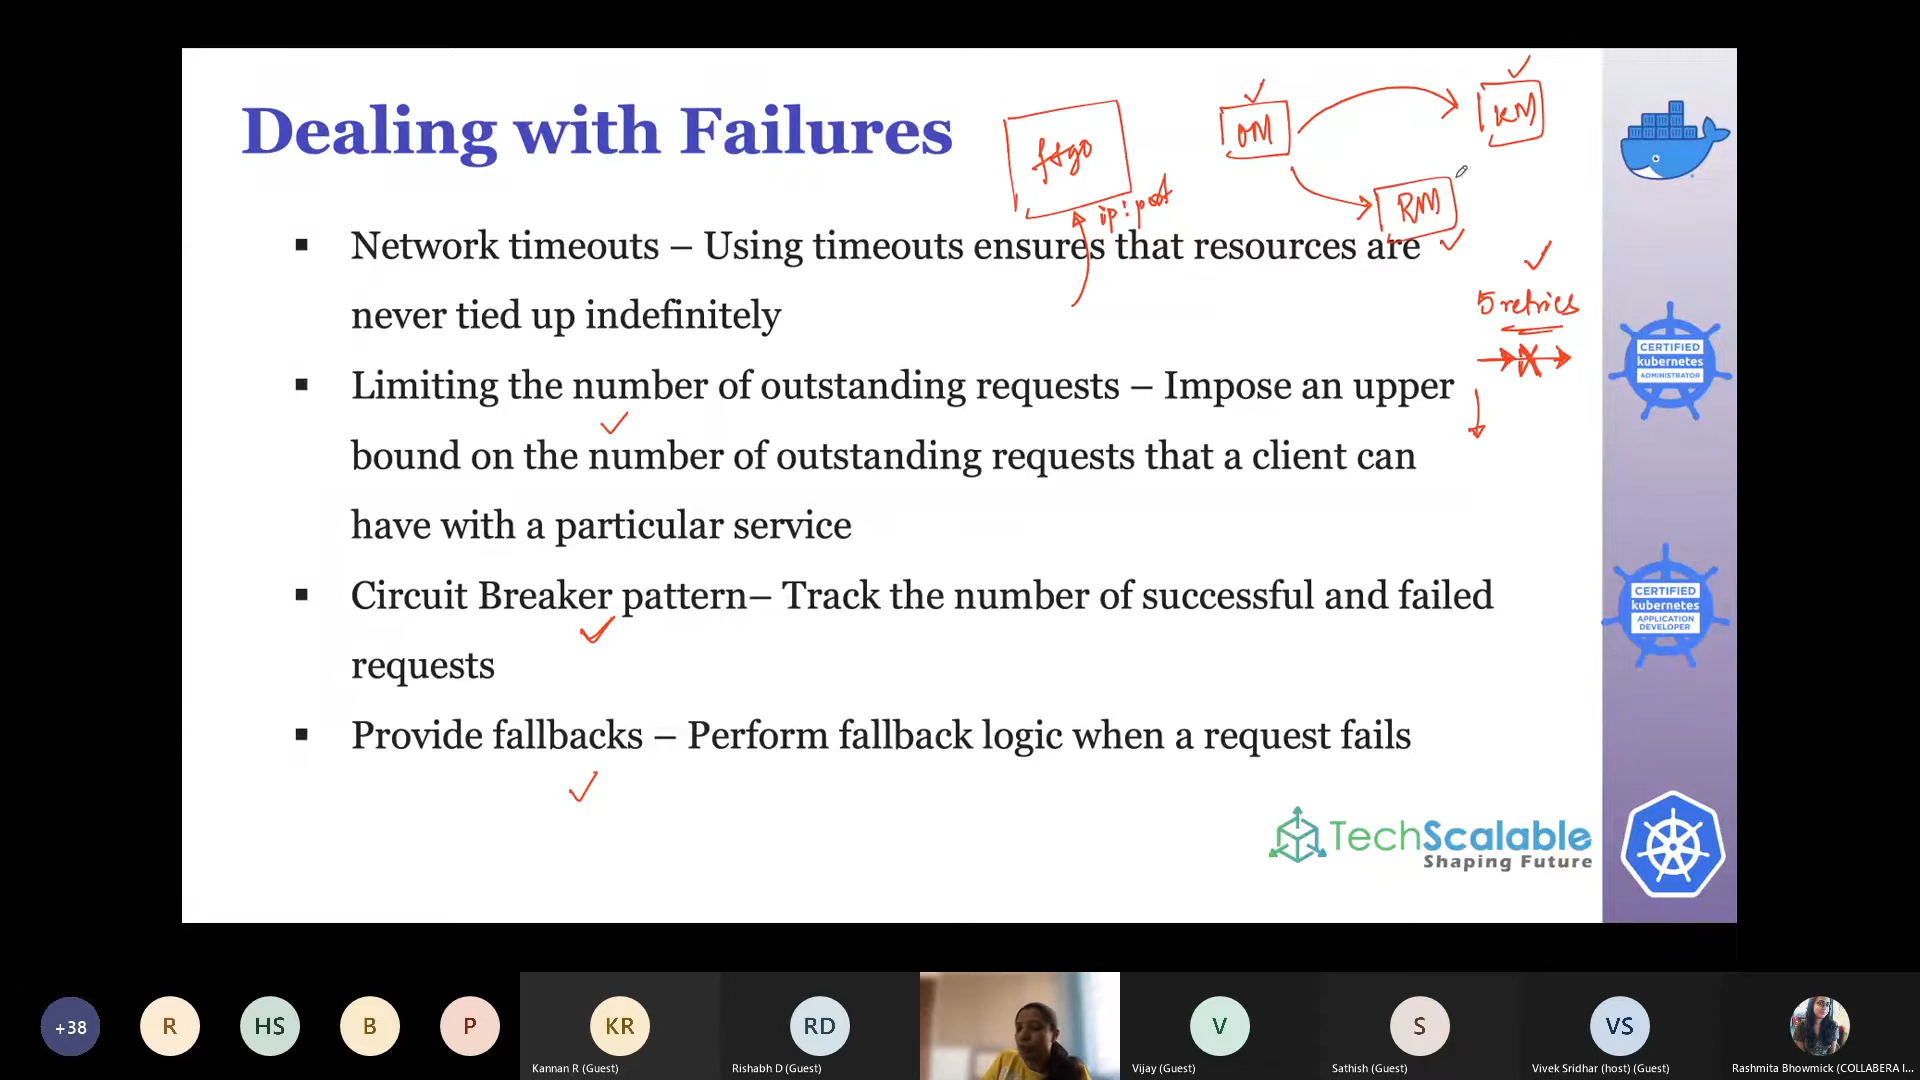 Dealing with Failures
ftgo
ip:port
OM
KM
RM
▪ Network timeouts – Using timeouts ensures that resources are
never tied up indefinitely
5 retries
▪ Limiting the number of outstanding requests – Impose an upper
bound on the number of outstanding requests that a client can
have with a particular service
▪ Circuit Breaker pattern– Track the number of successful and failed
requests
▪ Provide fallbacks – Perform fallback logic when a request fails
CERTIFIED
kubernetes
ADMINISTRATOR
CERTIFIED
kubernetes
APPLICATION
DEVELOPER
TechScalable
Shaping Future
+38
R
HS
B
P
KR
Kannan R (Guest)
RD
Rishabh D (Guest)
V
Vijay (Guest)
S
Sathish (Guest)
VS
Vivek Sridhar (host) (Guest)
Rashmita Bhowmick (COLLABERA I...